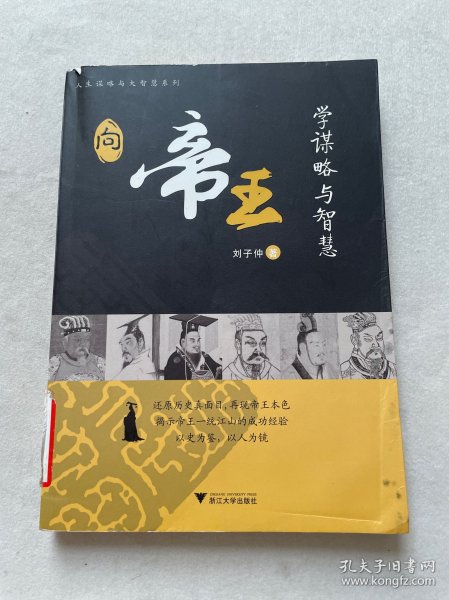 人生谋略与大智慧系列
向
帝王
学谋略与智慧
刘子仲 著
还原历史真面目,再现帝王本色
揭示帝王一统江山的成功经验
以史为鉴,以人为镜
ZHEJIANG UNIVERSITY PRESS
浙江大学出版社
孔夫子旧书网
www.kongfz.com